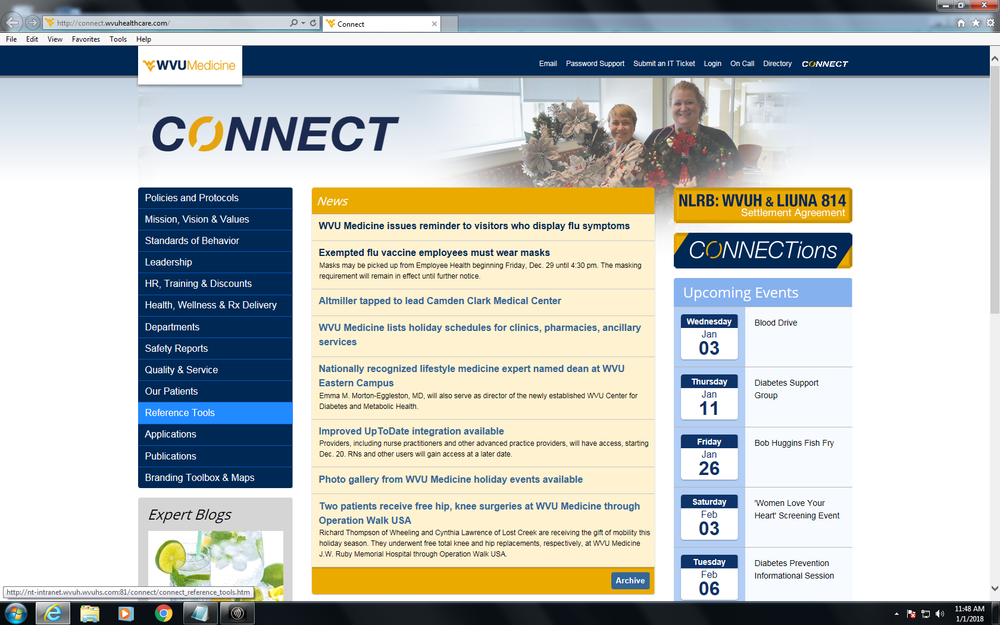 http://connect.wvuhealthcare.com/
Connect
File Edit View Favorites Tools Help
WVUMedicine
Email Password Support Submit an IT Ticket Login On Call Directory CONNECT
CONNECT
Policies and Protocols
Mission, Vision & Values
Standards of Behavior
Leadership
HR, Training & Discounts
Health, Wellness & Rx Delivery
Departments
Safety Reports
Quality & Service
Our Patients
Reference Tools
Applications
Publications
Branding Toolbox & Maps
Expert Blogs
News
WVU Medicine issues reminder to visitors who display flu symptoms
Exempted flu vaccine employees must wear masks
Masks may be picked up from Employee Health beginning Friday, Dec. 29 until 4:30 pm. The masking
requirement will remain in effect until further notice.
Altmiller tapped to lead Camden Clark Medical Center
WVU Medicine lists holiday schedules for clinics, pharmacies, ancillary
services
Nationally recognized lifestyle medicine expert named dean at WVU
Eastern Campus
Emma M. Morton-Eggleston, MD, will also serve as director of the newly established WVU Center for
Diabetes and Metabolic Health.
Improved UpToDate integration available
Providers, including nurse practitioners and other advanced practice providers, will have access, starting
Dec. 20. RNs and other users will gain access at a later date.
Photo gallery from WVU Medicine holiday events available
Two patients receive free hip, knee surgeries at WVU Medicine through
Operation Walk USA
Richard Thompson of Wheeling and Cynthia Lawrence of Lost Creek are receiving the gift of mobility this
holiday season. They underwent free total knee and hip replacements, respectively, at WVU Medicine
J.W. Ruby Memorial Hospital through Operation Walk USA.
Archive
NLRB: WVUH & LIUNA 814
Settlement Agreement
CONNECTions
Upcoming Events
Wednesday
Jan
03
Blood Drive
Thursday
Jan
11
Diabetes Support
Group
Friday
Jan
26
Bob Huggins Fish Fry
Saturday
Feb
03
'Women Love Your
Heart' Screening Event
Tuesday
Feb
06
Diabetes Prevention
Informational Session
http://nt-intranet.wvuh.wvuhs.com:81/connect/connect_reference_tools.htm
11:48 AM
1/1/2018